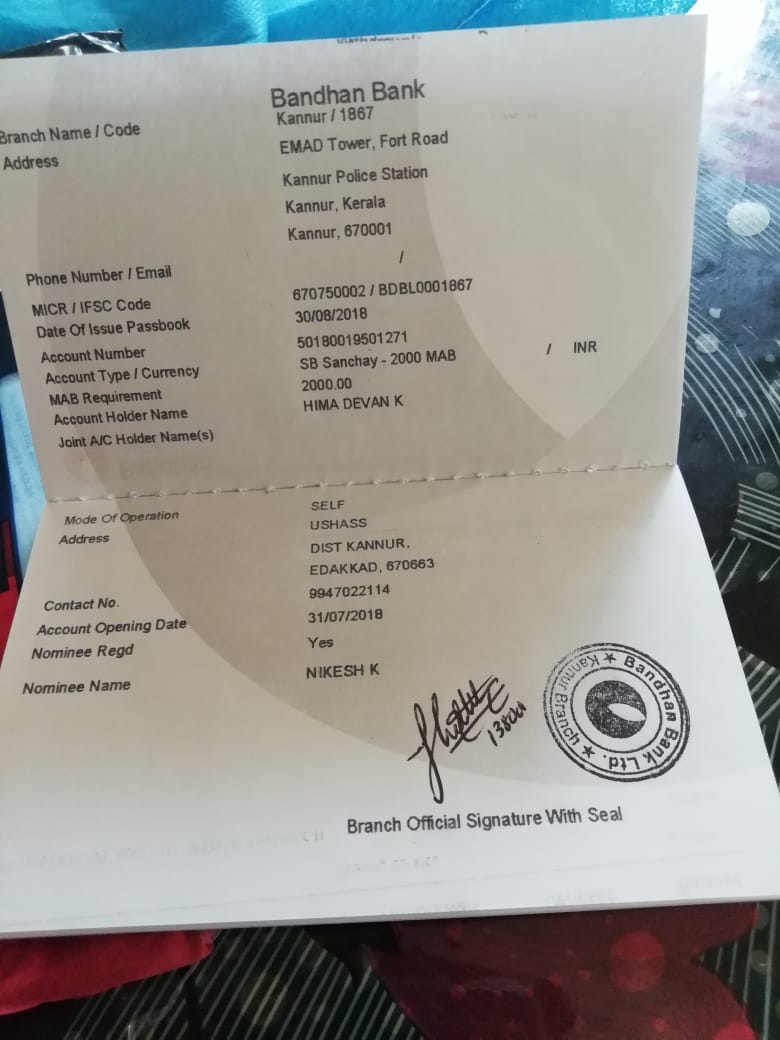 Bandhan Bank
Branch Name / Code Kannur / 1867
Address EMAD Tower, Fort Road
Kannur Police Station
Kannur, Kerala
Kannur, 670001
Phone Number / Email /
MICR / IFSC Code 670750002 / BDBL0001867
Date Of Issue Passbook 30/08/2018
Account Number 50180019501271
Account Type / Currency SB Sanchay - 2000 MAB / INR
MAB Requirement 2000.00
Account Holder Name HIMA DEVAN K
Joint A/C Holder Name(s)
Mode Of Operation SELF
Address USHASS
DIST KANNUR,
EDAKKAD, 670663
Contact No. 9947022114
Account Opening Date 31/07/2018
Nominee Regd Yes
Nominee Name NIKESH K
Bandhan Bank Ltd.
Kannur Branch
Branch Official Signature With Seal